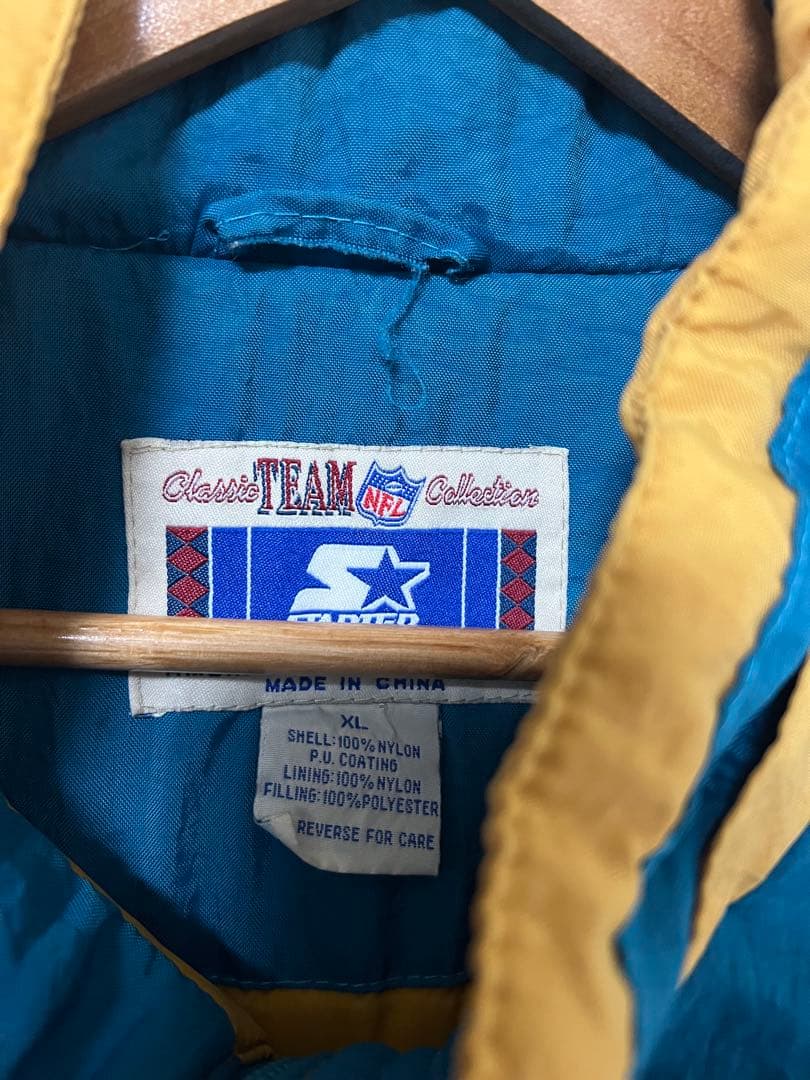 Classic TEAM NFL Collection
STARTER
MADE IN CHINA
XL
SHELL:100% NYLON
P.U. COATING
LINING:100% NYLON
FILLING:100% POLYESTER
REVERSE FOR CARE